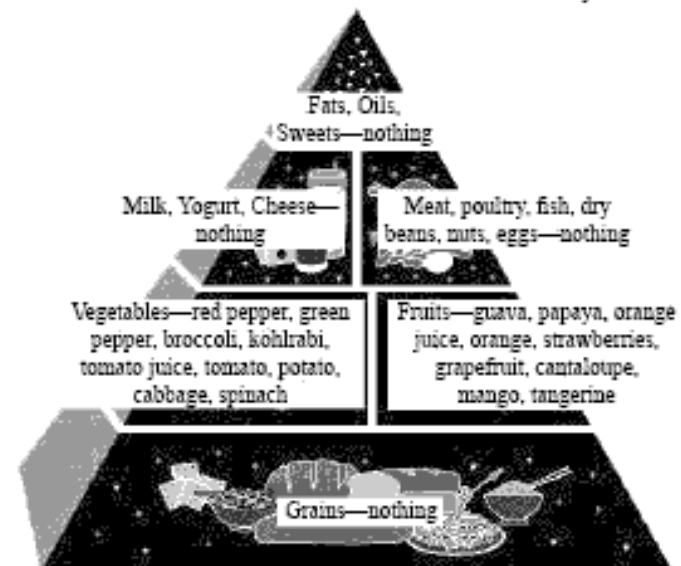 Fats, Oils,
Sweets—nothing
Milk, Yogurt, Cheese—
nothing
Meat, poultry, fish, dry
beans, nuts, eggs—nothing
Vegetables—red pepper, green
pepper, broccoli, kohlrabi,
tomato juice, tomato, potato,
cabbage, spinach
Fruits—guava, papaya, orange
juice, orange, strawberries,
grapefruit, cantaloupe,
mango, tangerine
Grains—nothing